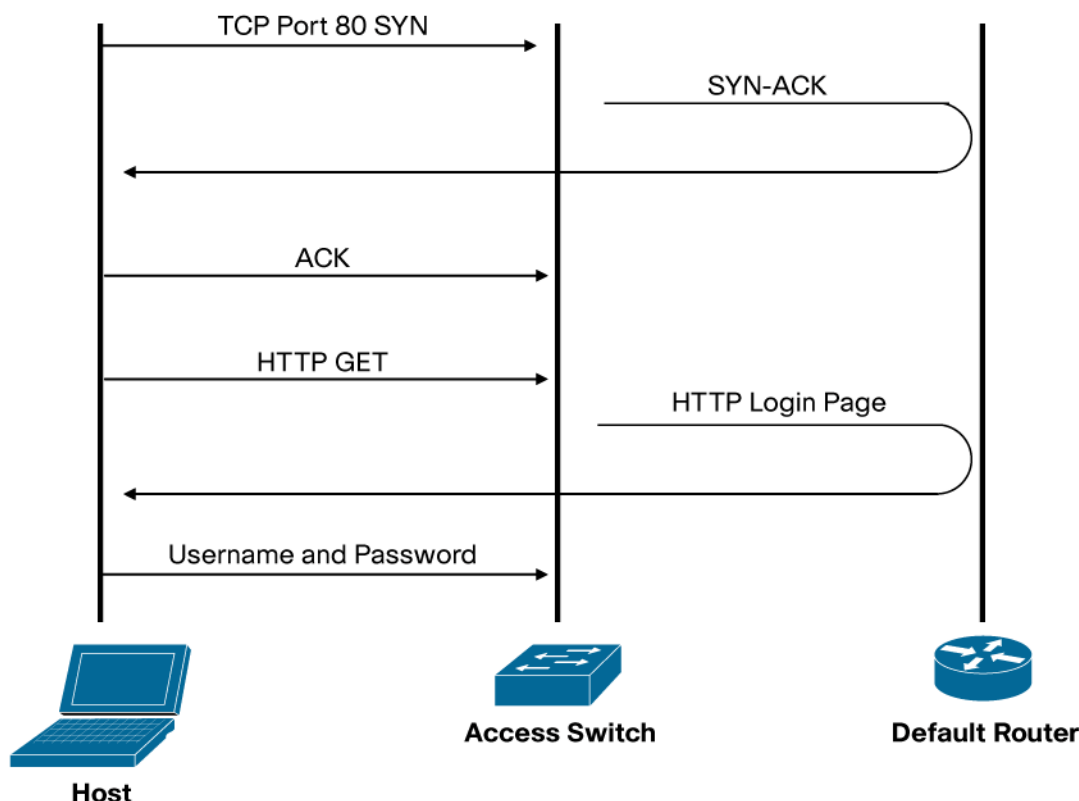 TCP Port 80 SYN
SYN-ACK
ACK
HTTP GET
HTTP Login Page
Username and Password
Access Switch
Default Router
Host